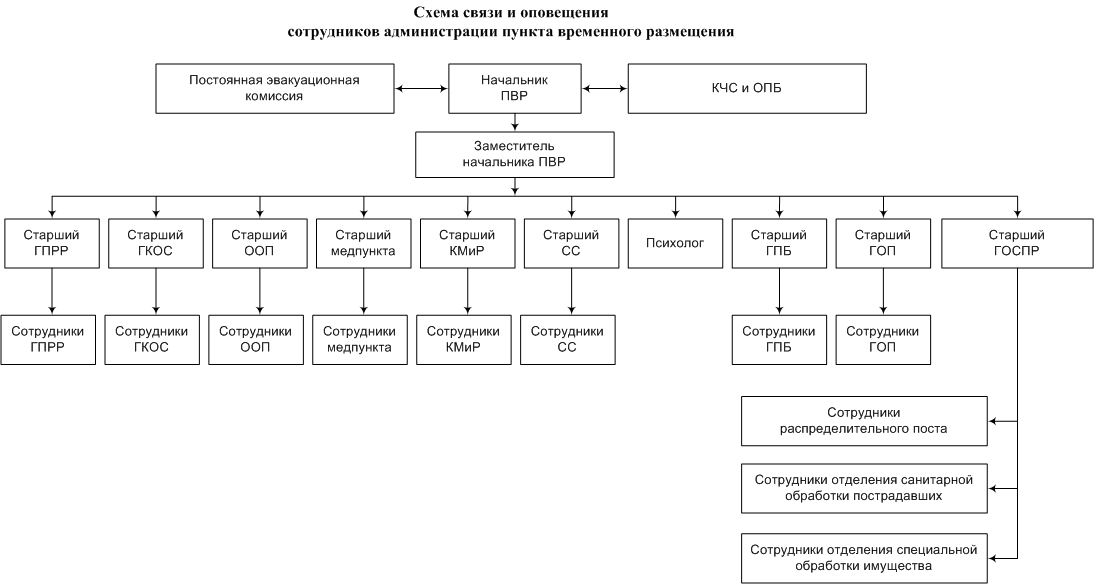 Схема связи и оповещения
сотрудников администрации пункта временного размещения
Постоянная эвакуационная
комиссия
Начальник
ПВР
КЧС и ОПБ
Заместитель
начальника ПВР
Старший
ГПРР
Старший
ГКОС
Старший
ООП
Старший
медпункта
Старший
КМиР
Старший
СС
Психолог
Старший
ГПБ
Старший
ГОП
Старший
ГОСПР
Сотрудники
ГПРР
Сотрудники
ГКОС
Сотрудники
ООП
Сотрудники
медпункта
Сотрудники
КМиР
Сотрудники
СС
Сотрудники
ГПБ
Сотрудники
ГОП
Сотрудники
распределительного поста
Сотрудники отделения санитарной
обработки пострадавших
Сотрудники отделения специальной
обработки имущества